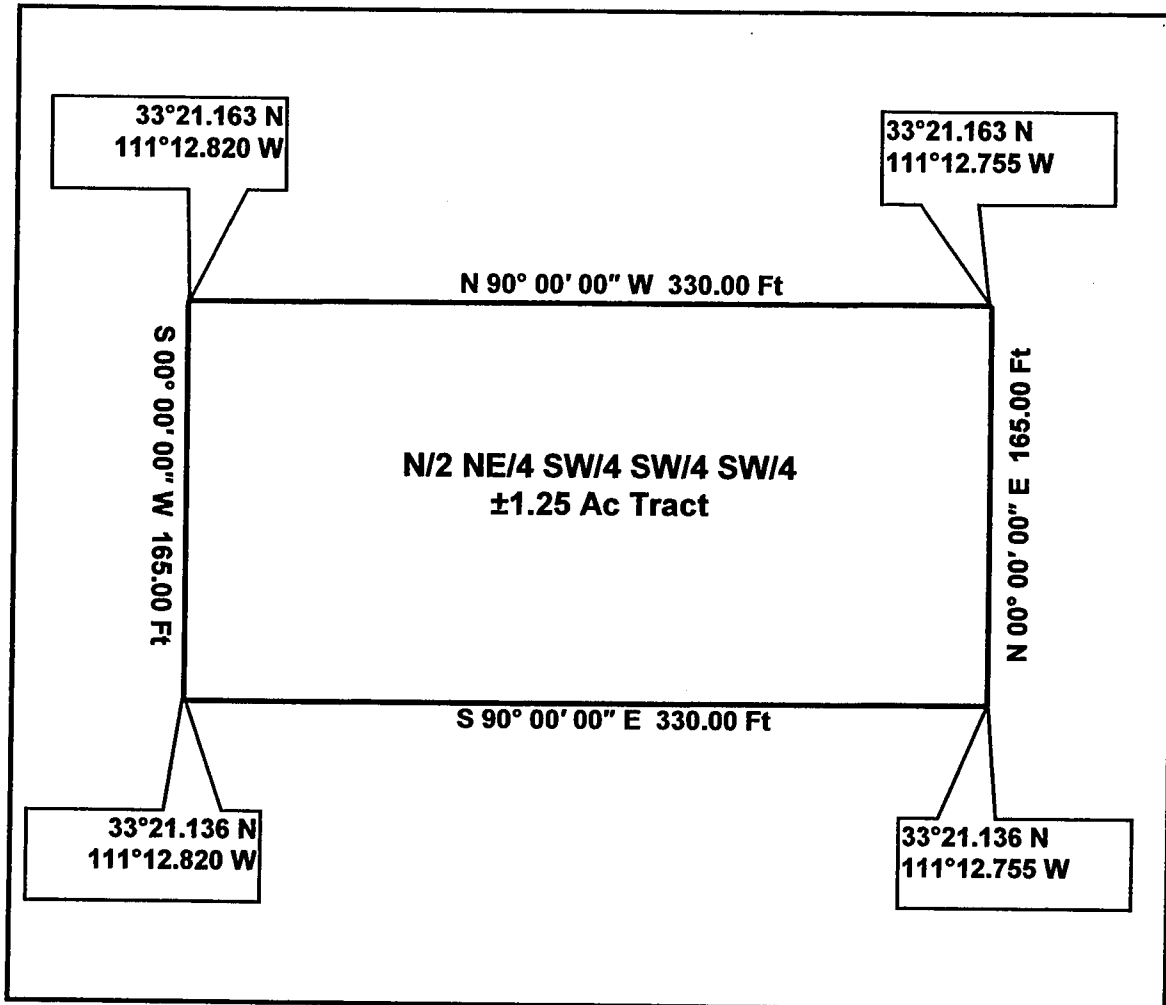 33°21.163 N
111°12.820 W
33°21.163 N
111°12.755 W
N 90° 00' 00" W 330.00 Ft
S 00° 00' 00" W 165.00 Ft
N/2 NE/4 SW/4 SW/4 SW/4
±1.25 Ac Tract
N 00° 00' 00" E 165.00 Ft
S 90° 00' 00" E 330.00 Ft
33°21.136 N
111°12.820 W
33°21.136 N
111°12.755 W